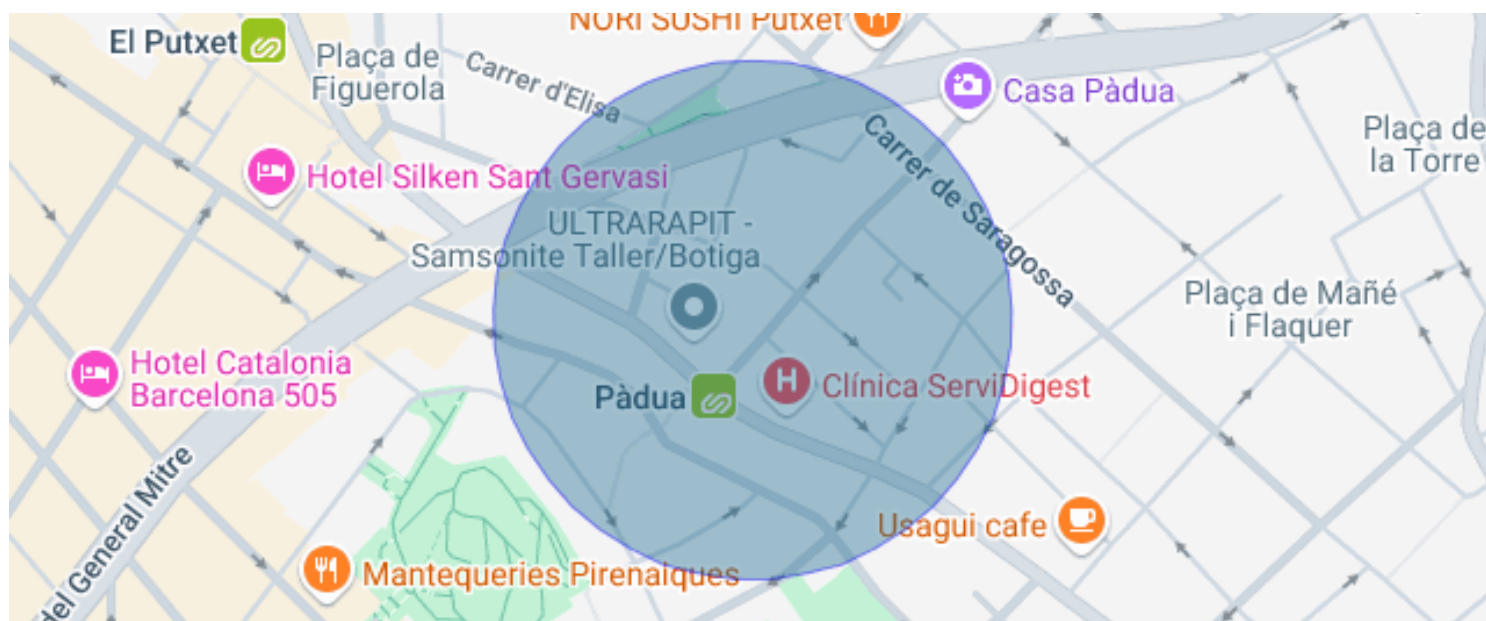 NORI SUSHI Putxet
El Putxet
Plaça de
Figuerola
Carrer d'Elisa
Casa Pàdua
Plaça de
la Torre
Carrer de Saragossa
Hotel Silken Sant Gervasi
ULTRARAPIT -
Samsonite Taller/Botiga
Plaça de Mañé
i Flaquer
Hotel Catalonia
Barcelona 505
Pàdua
H
Clínica ServiDigest
del General Mitre
Usagui cafe
Mantequeries Pirenaiques